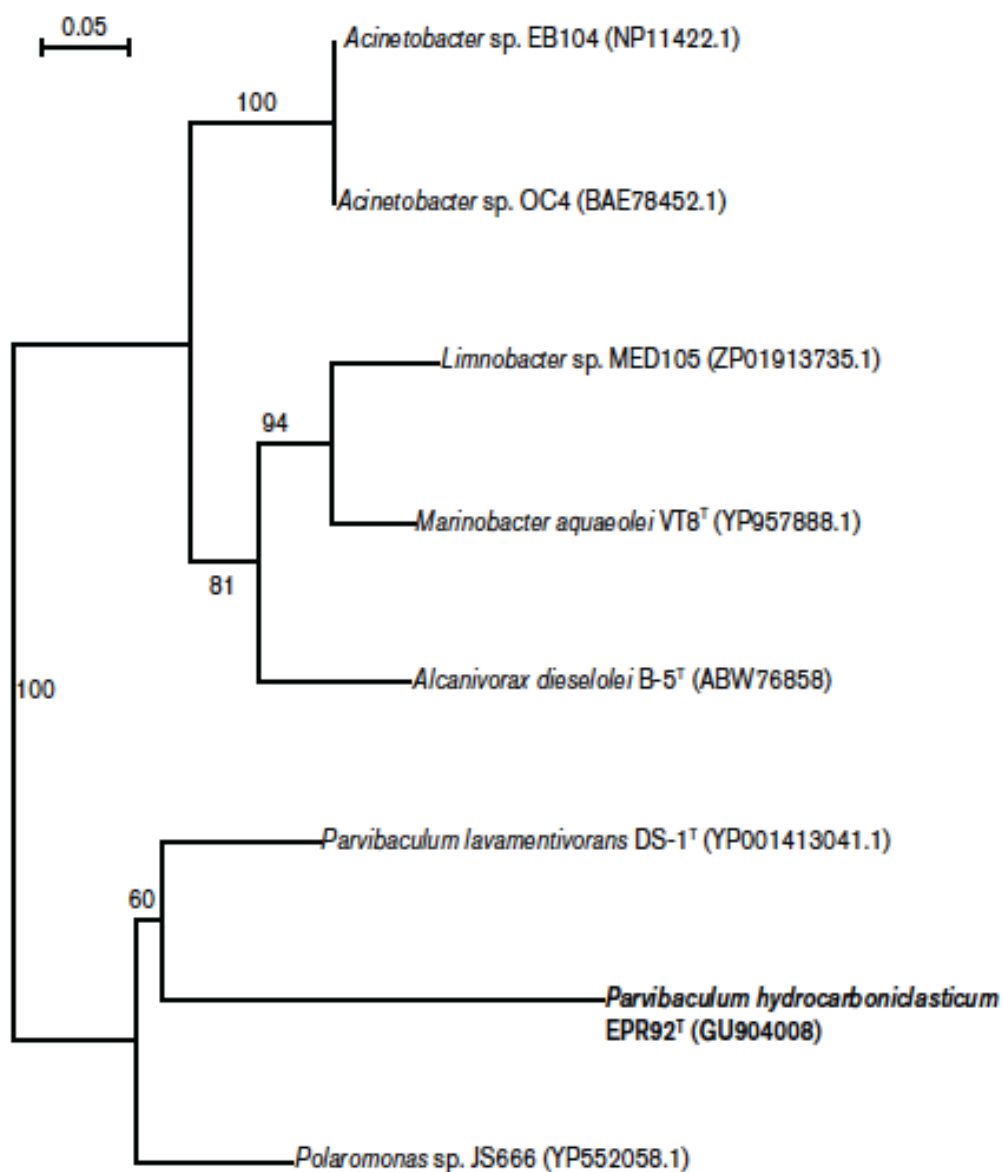 0.05
Acinetobacter sp. EB104 (NP11422.1)
100
Acinetobacter sp. OC4 (BAE78452.1)
Limnobacter sp. MED105 (ZP01913735.1)
94
Marinobacter aquaeolei VT8ᵀ (YP957888.1)
81
Alcanivorax dieselolei B-5ᵀ (ABW76858)
100
Parvibaculum lavamentivorans DS-1ᵀ (YP001413041.1)
60
Parvibaculum hydrocarboniclasticum
EPR92ᵀ (GU904008)
Polaromonas sp. JS666 (YP552058.1)